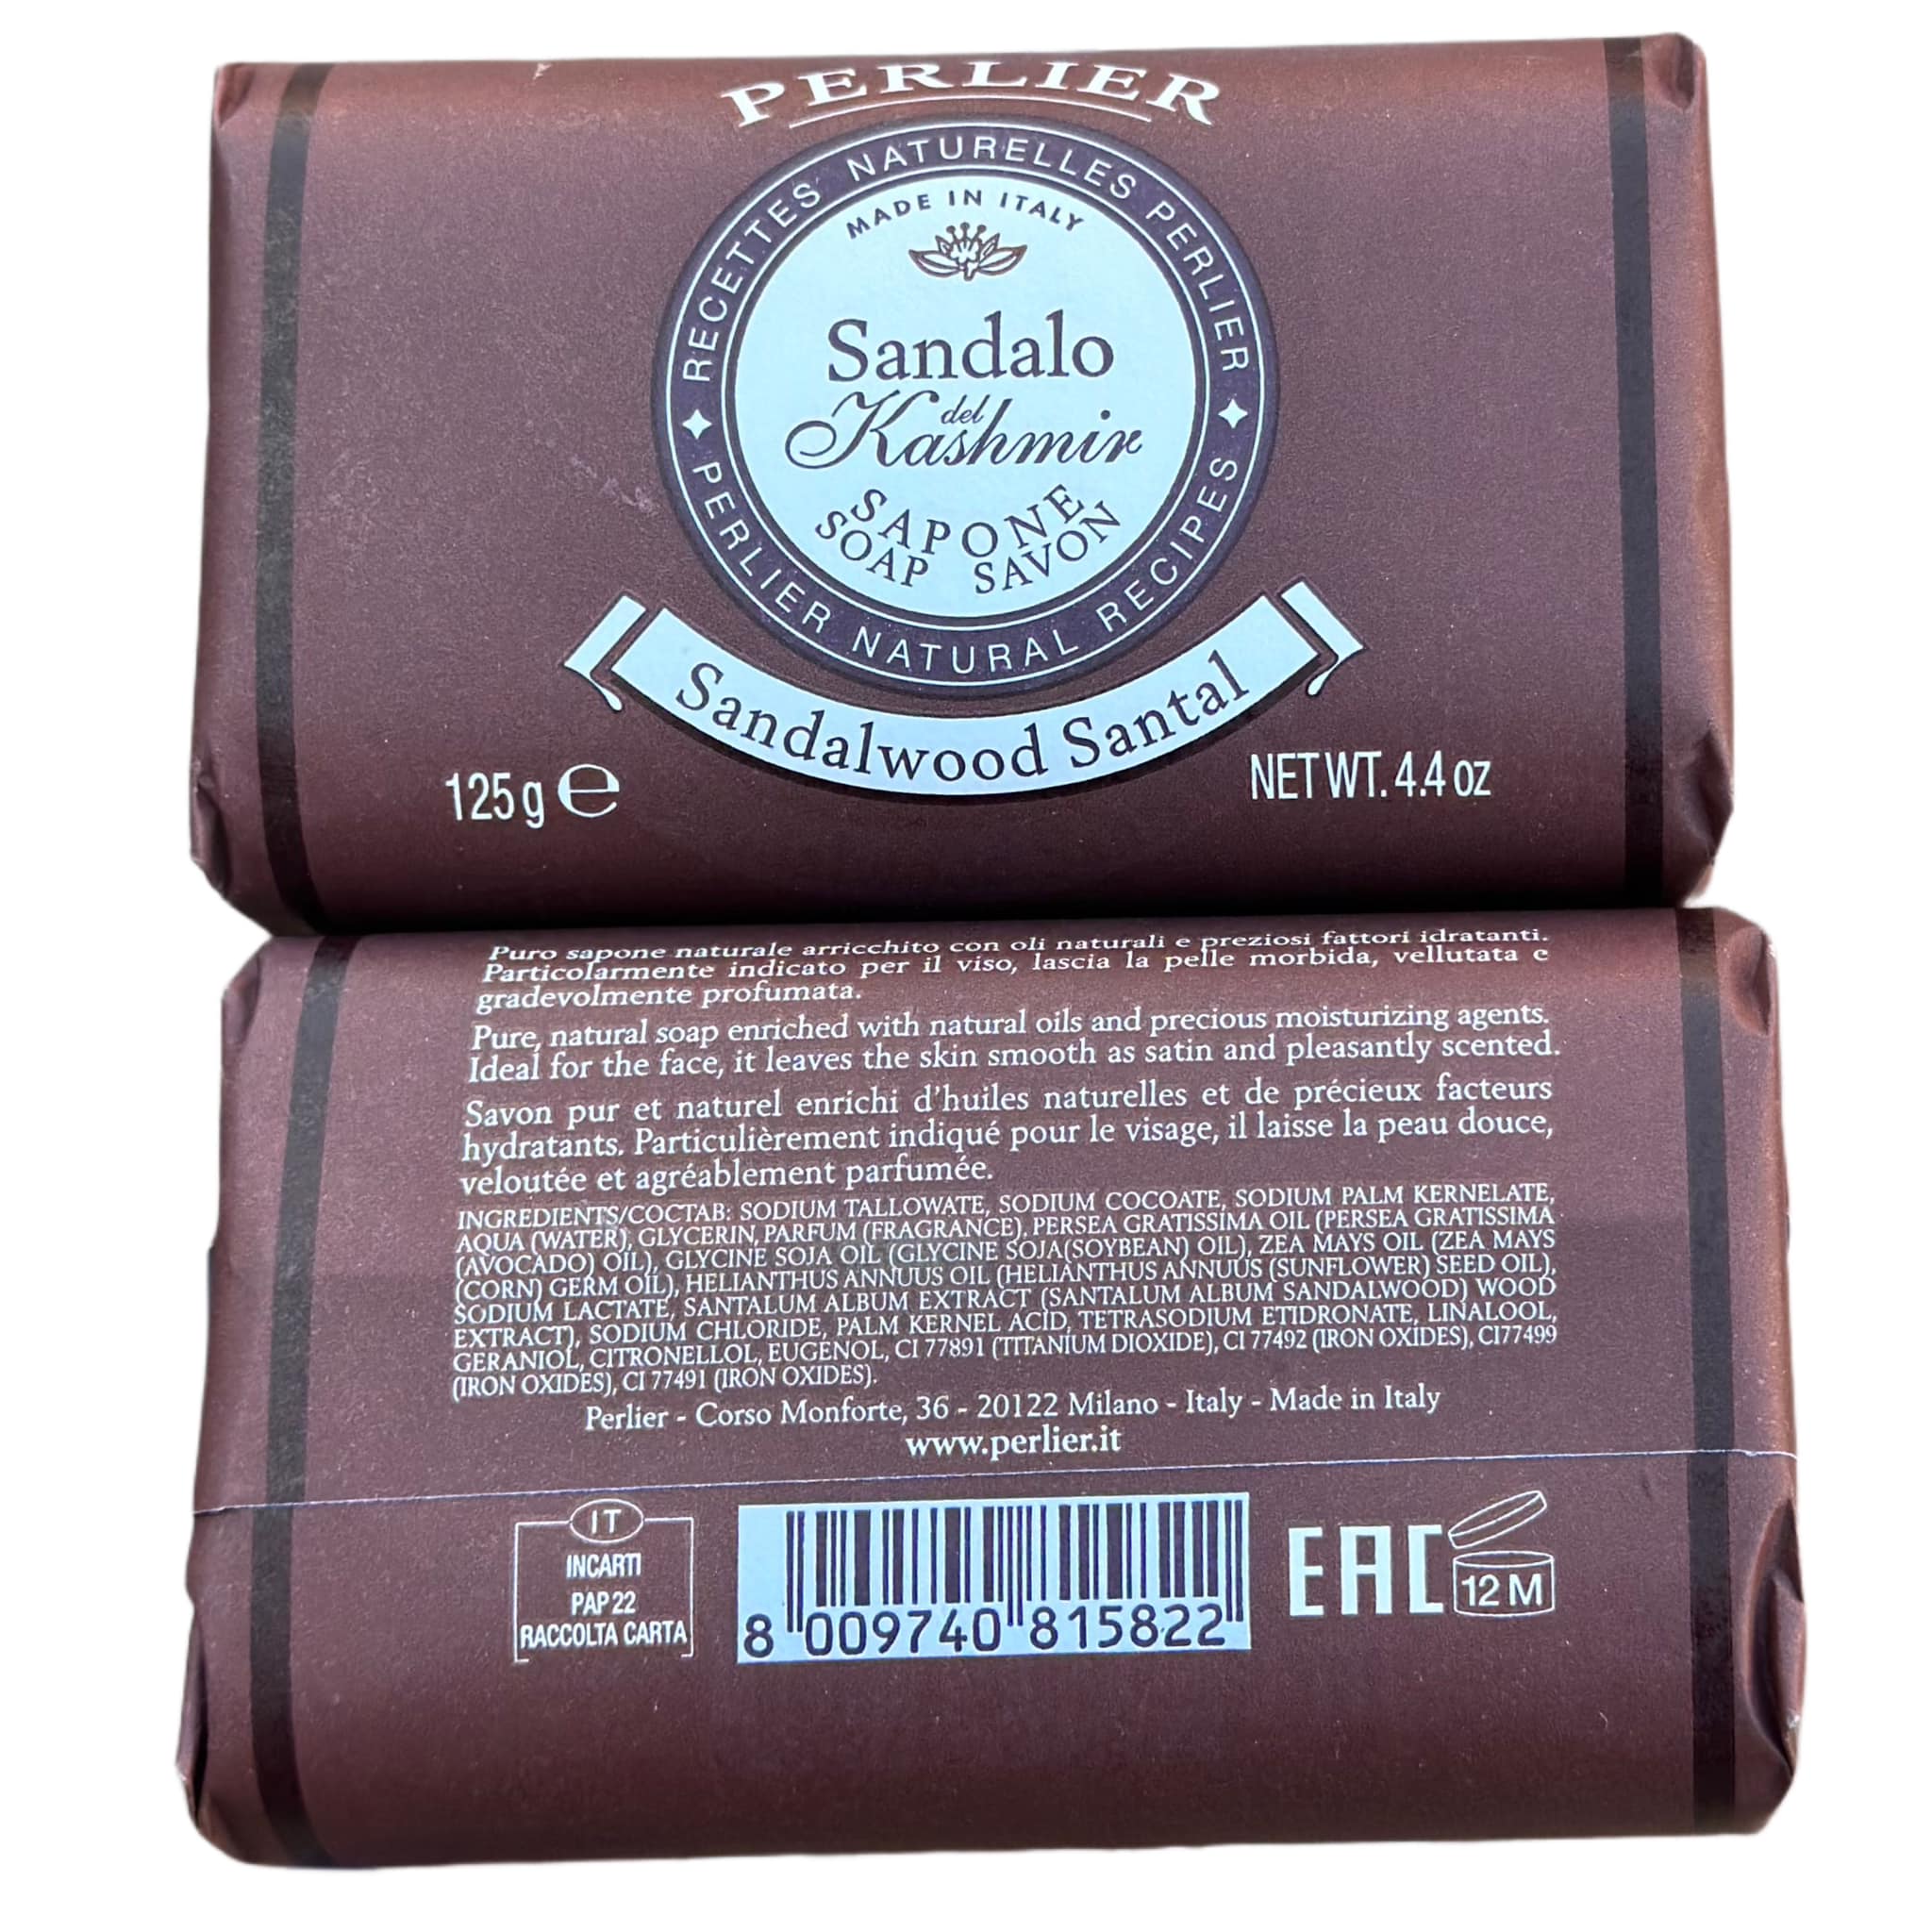 PERLIER
RECETTES NATURELLES PERLIER
MADE IN ITALY
Sandalo
del
Kashmir
SAPONE
SOAP SAVON
PERLIER NATURAL RECIPES
Sandalwood Santal
125 g ℮
NET WT. 4.4 oz
Puro sapone naturale arricchito con oli naturali e preziosi fattori idratanti.
Particolarmente indicato per il viso, lascia la pelle morbida, vellutata e
gradevolmente profumata.
Pure, natural soap enriched with natural oils and precious moisturizing agents.
Ideal for the face, it leaves the skin smooth as satin and pleasantly scented.
Savon pur et naturel enrichi d'huiles naturelles et de précieux facteurs
hydratants. Particulièrement indiqué pour le visage, il laisse la peau douce,
veloutée et agréablement parfumée.
INGREDIENTS/COCTAB: SODIUM TALLOWATE, SODIUM COCOATE, SODIUM PALM KERNELATE,
AQUA (WATER), GLYCERIN, PARFUM (FRAGRANCE), PERSEA GRATISSIMA OIL (PERSEA GRATISSIMA
(AVOCADO) OIL), GLYCINE SOJA OIL (GLYCINE SOJA(SOYBEAN) OIL), ZEA MAYS OIL (ZEA MAYS
(CORN) GERM OIL), HELIANTHUS ANNUUS OIL (HELIANTHUS ANNUUS (SUNFLOWER) SEED OIL),
SODIUM LACTATE, SANTALUM ALBUM EXTRACT (SANTALUM ALBUM SANDALWOOD) WOOD
EXTRACT), SODIUM CHLORIDE, PALM KERNEL ACID, TETRASODIUM ETIDRONATE, LINALOOL,
GERANIOL, CITRONELLOL, EUGENOL, CI 77891 (TITANIUM DIOXIDE), CI 77492 (IRON OXIDES), CI77499
(IRON OXIDES), CI 77491 (IRON OXIDES).
Perlier - Corso Monforte, 36 - 20122 Milano - Italy - Made in Italy
www.perlier.it
IT
INCARTI
PAP 22
RACCOLTA CARTA
8 009740 815822
EAC
12 M